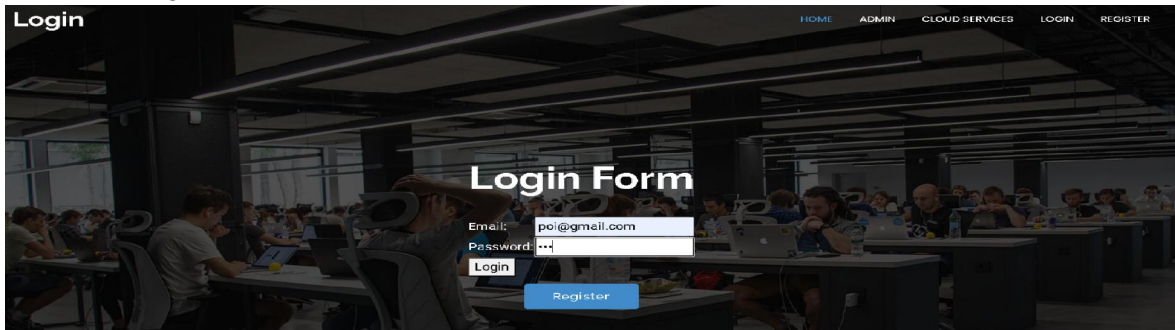 Login
HOME ADMIN CLOUD SERVICES LOGIN REGISTER
Login Form
Email: poi@gmail.com
Password: •••
Login
Register